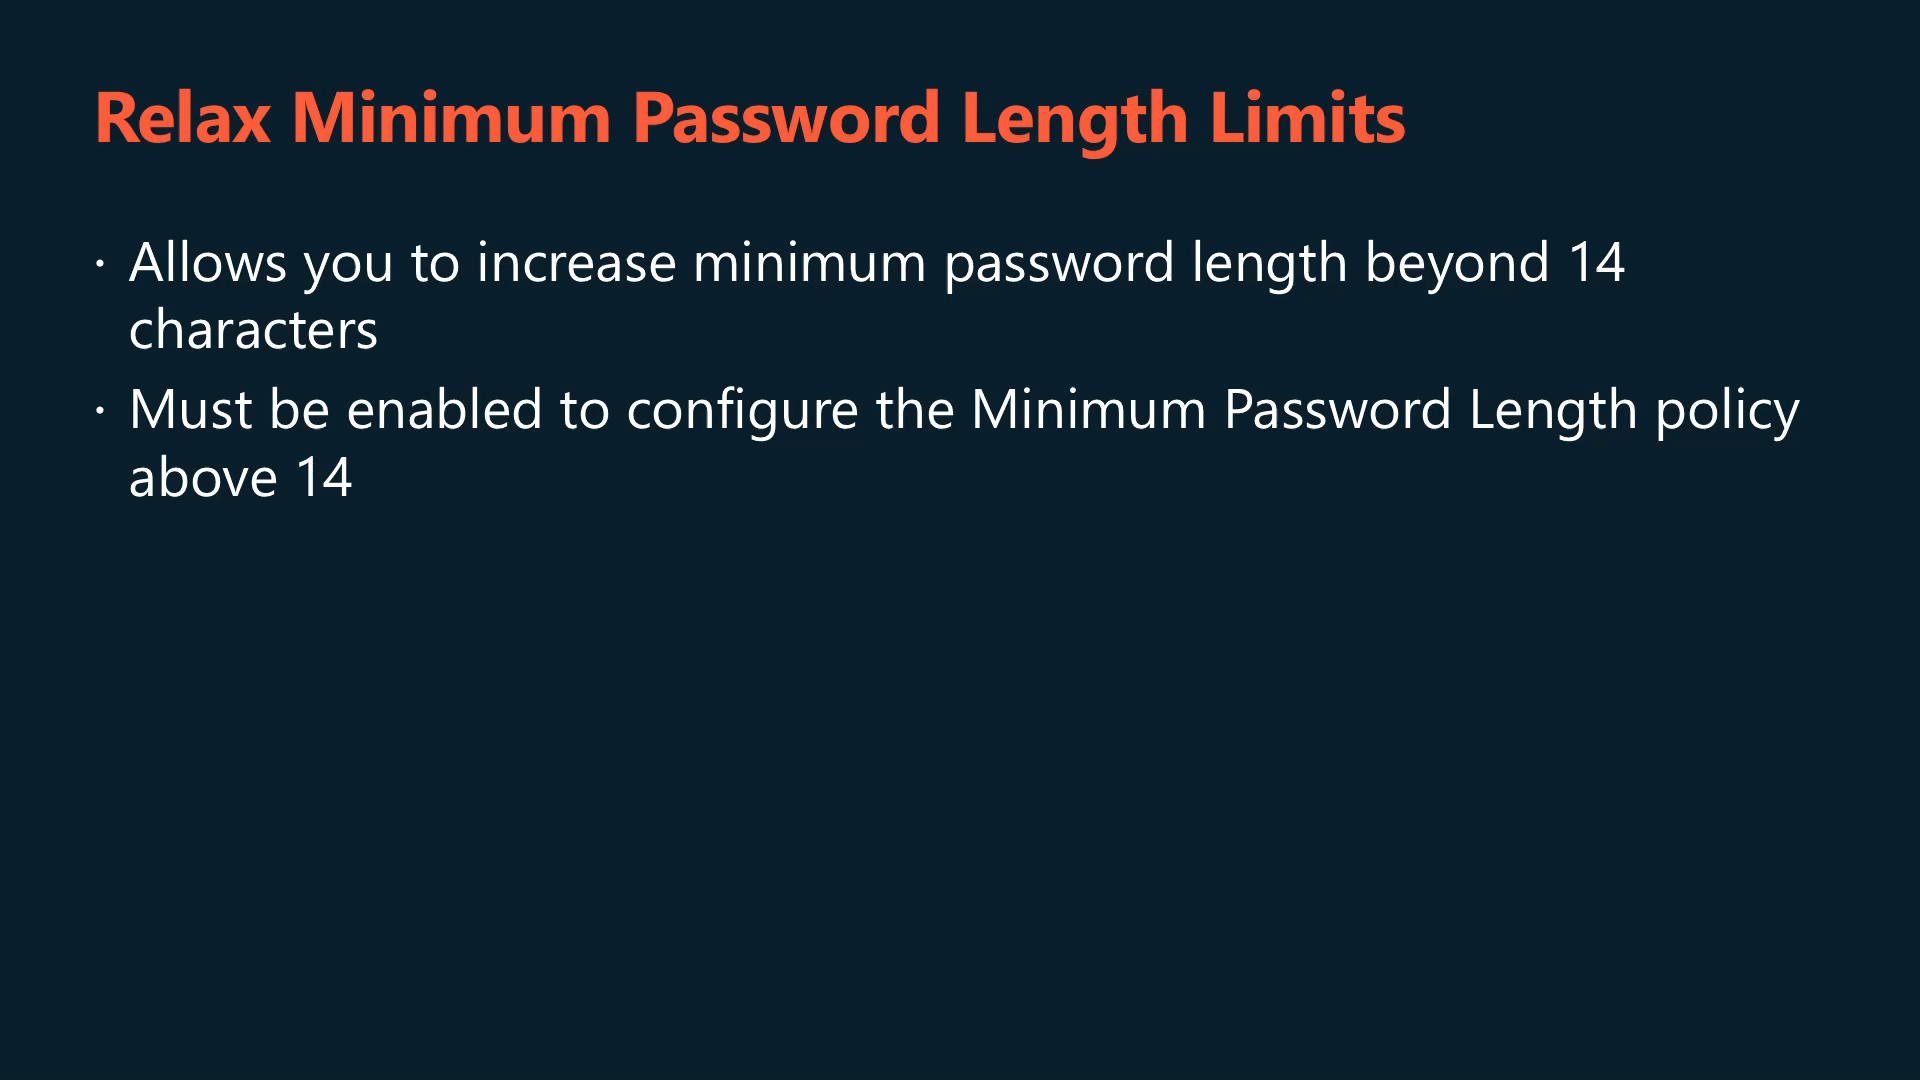 Relax Minimum Password Length Limits
· Allows you to increase minimum password length beyond 14
characters
· Must be enabled to configure the Minimum Password Length policy
above 14